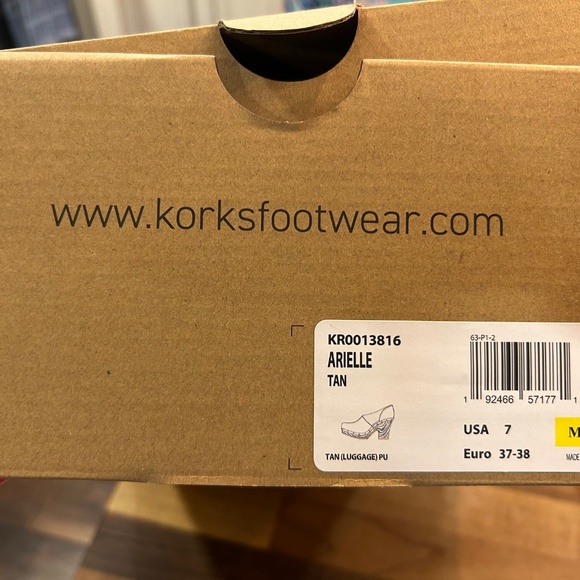 www.korksfootwear.com
KR0013816
ARIELLE
TAN
TAN (LUGGAGE) PU
63-P1-2
1 92466 57177 1
USA 7
Euro 37-38
M
MADE